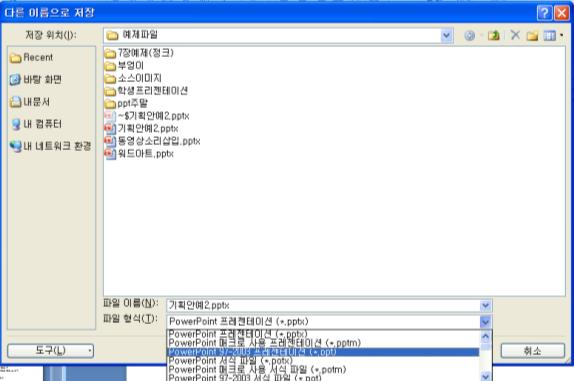 다른 이름으로 저장
저장 위치(I):
예제파일
Recent
바탕 화면
내문서
내 컴퓨터
내 네트워크 환경
7장예제(정크)
부엉이
소스이미지
학생프리젠테이션
ppt주말
~$기획안예2.pptx
기획안예2.pptx
동영상소리삽입.pptx
워드아트.pptx
파일 이름(N):
기획안예2.pptx
파일 형식(T):
PowerPoint 프레젠테이션 (*.pptx)
PowerPoint 프레젠테이션 (*.pptx)
PowerPoint 매크로 사용 프레젠테이션 (*.pptm)
PowerPoint 97-2003 프레젠테이션 (*.ppt)
PowerPoint 서식 파일 (*.potx)
PowerPoint 매크로 사용 서식 파일 (*.potm)
PowerPoint 97-2003 서식 파일 (*.pot)
도구(L)
취소